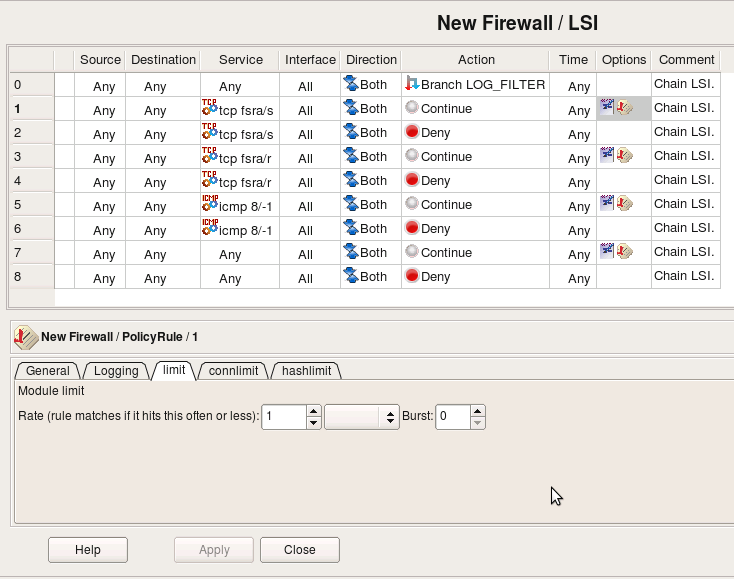 New Firewall / LSI
Source Destination Service Interface Direction Action Time Options Comment
0 Any Any Any All Both Branch LOG_FILTER Any Chain LSI.
1 Any Any TCP tcp fsra/s All Both Continue Any Chain LSI.
2 Any Any TCP tcp fsra/s All Both Deny Any Chain LSI.
3 Any Any TCP tcp fsra/r All Both Continue Any Chain LSI.
4 Any Any TCP tcp fsra/r All Both Deny Any Chain LSI.
5 Any Any ICMP icmp 8/-1 All Both Continue Any Chain LSI.
6 Any Any ICMP icmp 8/-1 All Both Deny Any Chain LSI.
7 Any Any Any All Both Continue Any Chain LSI.
8 Any Any Any All Both Deny Any Chain LSI.
New Firewall / PolicyRule / 1
General Logging limit connlimit hashlimit
Module limit
Rate (rule matches if it hits this often or less): 1 Burst: 0
Help Apply Close